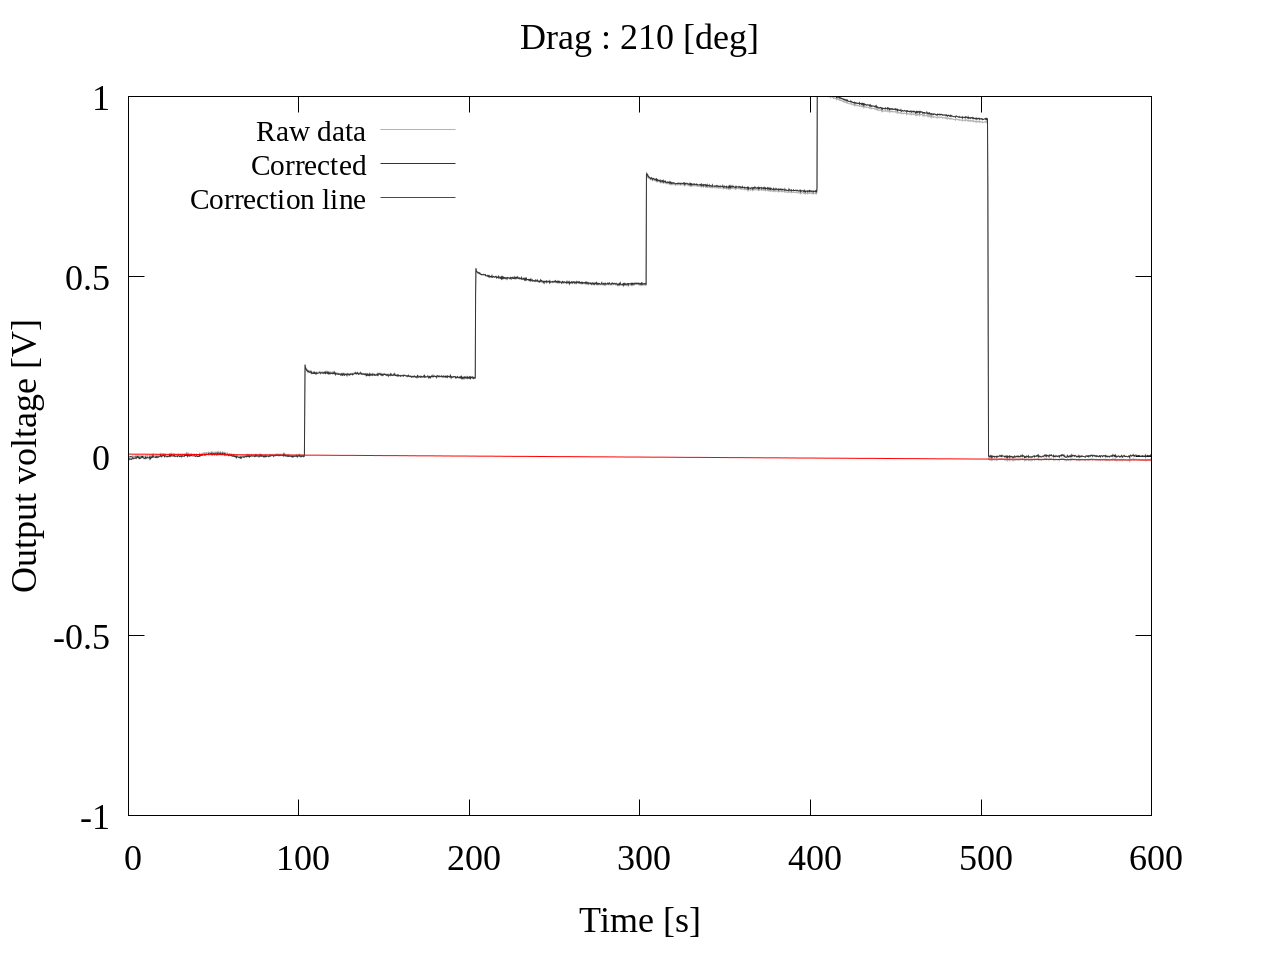 Drag : 210 [deg]
Raw data
Corrected
Correction line
1
0.5
0
-0.5
-1
Output voltage [V]
0 100 200 300 400 500 600
Time [s]